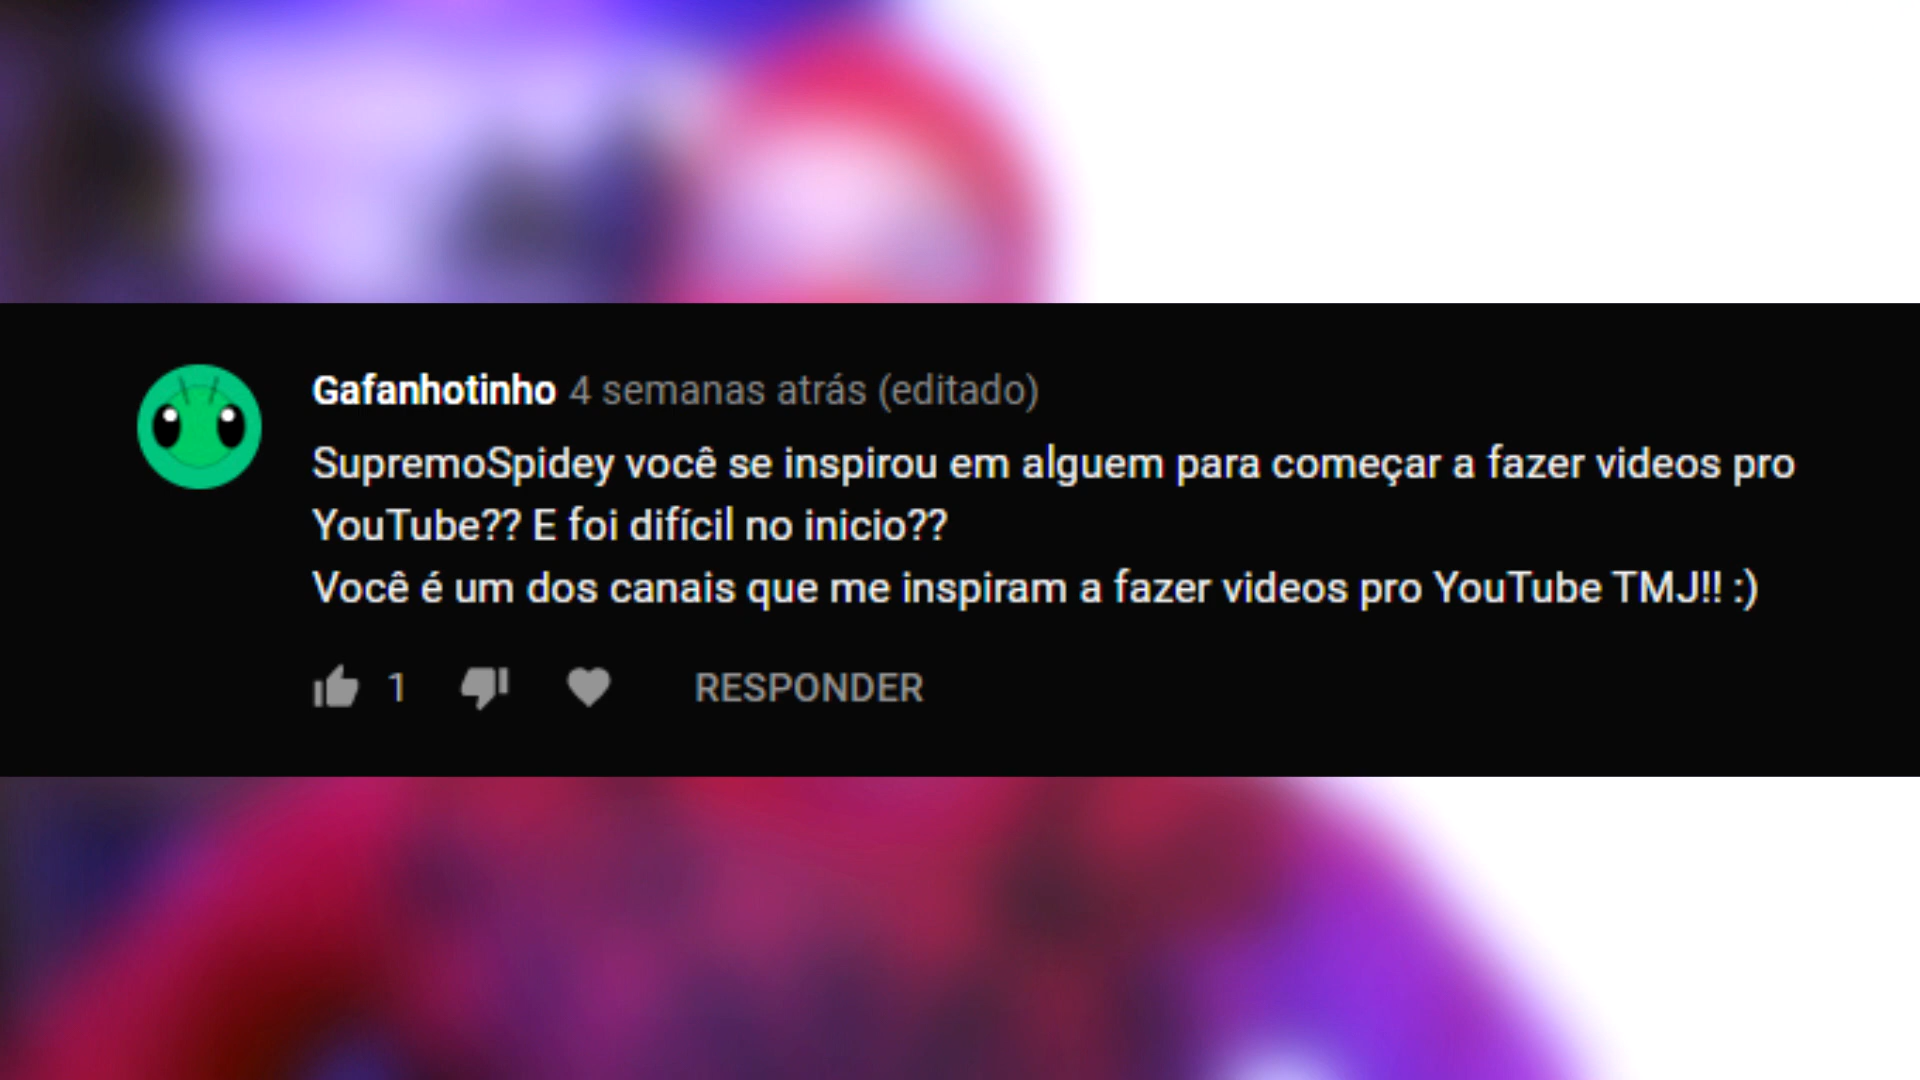 Gafanhotinho 4 semanas atrás (editado)
SupremoSpidey você se inspirou em alguem para começar a fazer videos pro
YouTube?? E foi difícil no inicio??
Você é um dos canais que me inspiram a fazer videos pro YouTube TMJ!! :)
1 RESPONDER